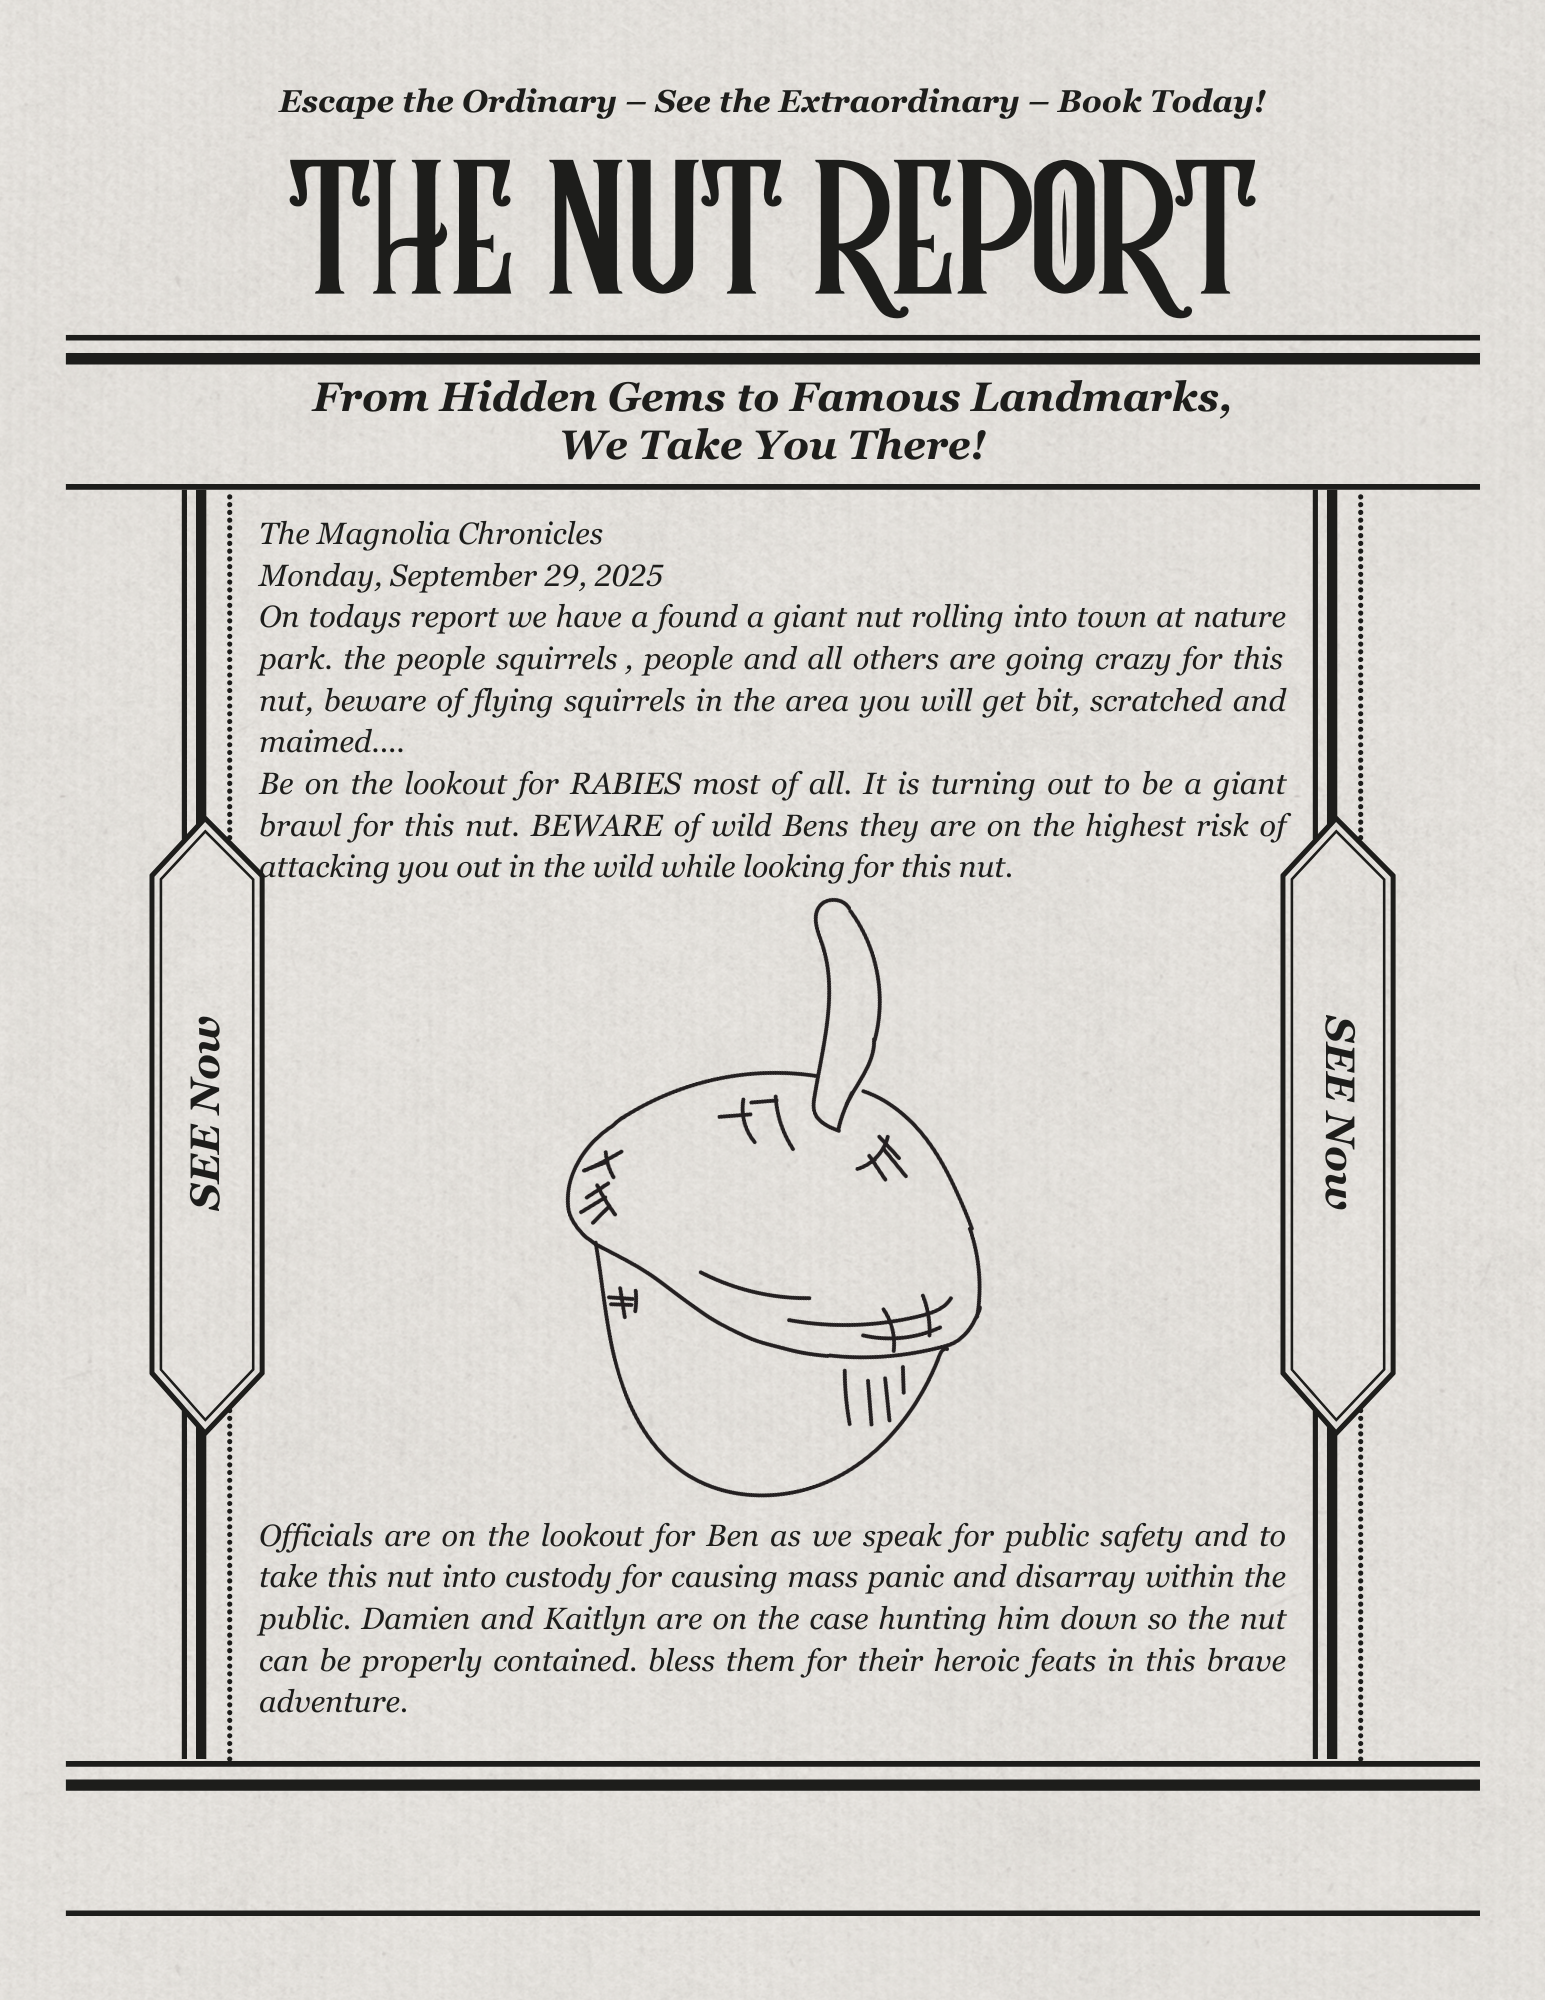 Escape the Ordinary – See the Extraordinary – Book Today!
THE NUT REPORT
From Hidden Gems to Famous Landmarks,
We Take You There!
The Magnolia Chronicles
Monday, September 29, 2025
On todays report we have a found a giant nut rolling into town at nature
park. the people squirrels , people and all others are going crazy for this
nut, beware of flying squirrels in the area you will get bit, scratched and
maimed....
Be on the lookout for RABIES most of all. It is turning out to be a giant
brawl for this nut. BEWARE of wild Bens they are on the highest risk of
attacking you out in the wild while looking for this nut.
SEE Now
SEE Now
Officials are on the lookout for Ben as we speak for public safety and to
take this nut into custody for causing mass panic and disarray within the
public. Damien and Kaitlyn are on the case hunting him down so the nut
can be properly contained. bless them for their heroic feats in this brave
adventure.